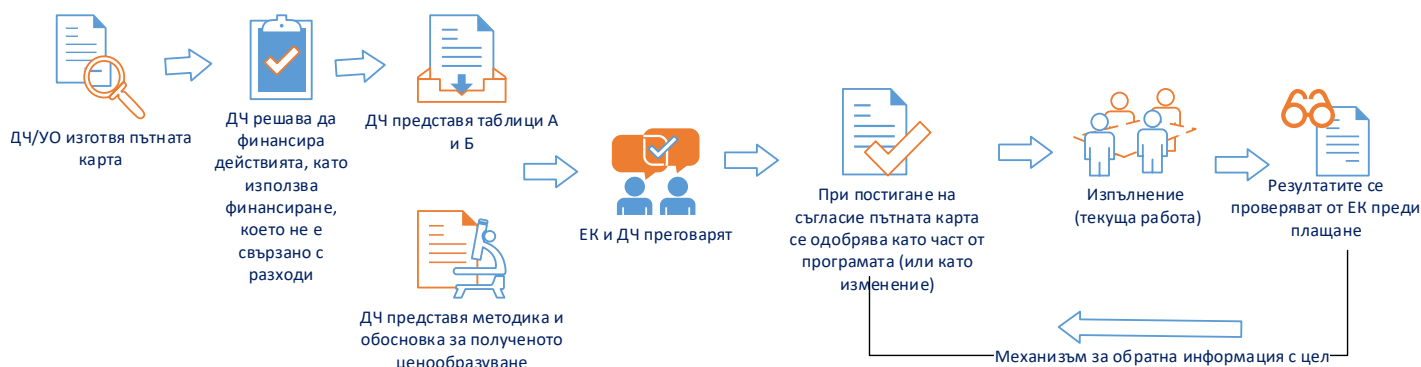 ДЧ/УО изготвя пътната
карта
ДЧ решава да
финансира
действията, като
използва
финансиране,
което не е
свързано с
разходи
ДЧ представя таблици А
и Б
ДЧ представя методика и
обосновка за полученото
ценообразуване
ЕК и ДЧ преговарят
При постигане на
съгласие пътната карта
се одобрява като част от
програмата (или като
изменение)
Изпълнение
(текуща работа)
Резултатите се
проверяват от ЕК преди
плащане
Механизъм за обратна информация с цел